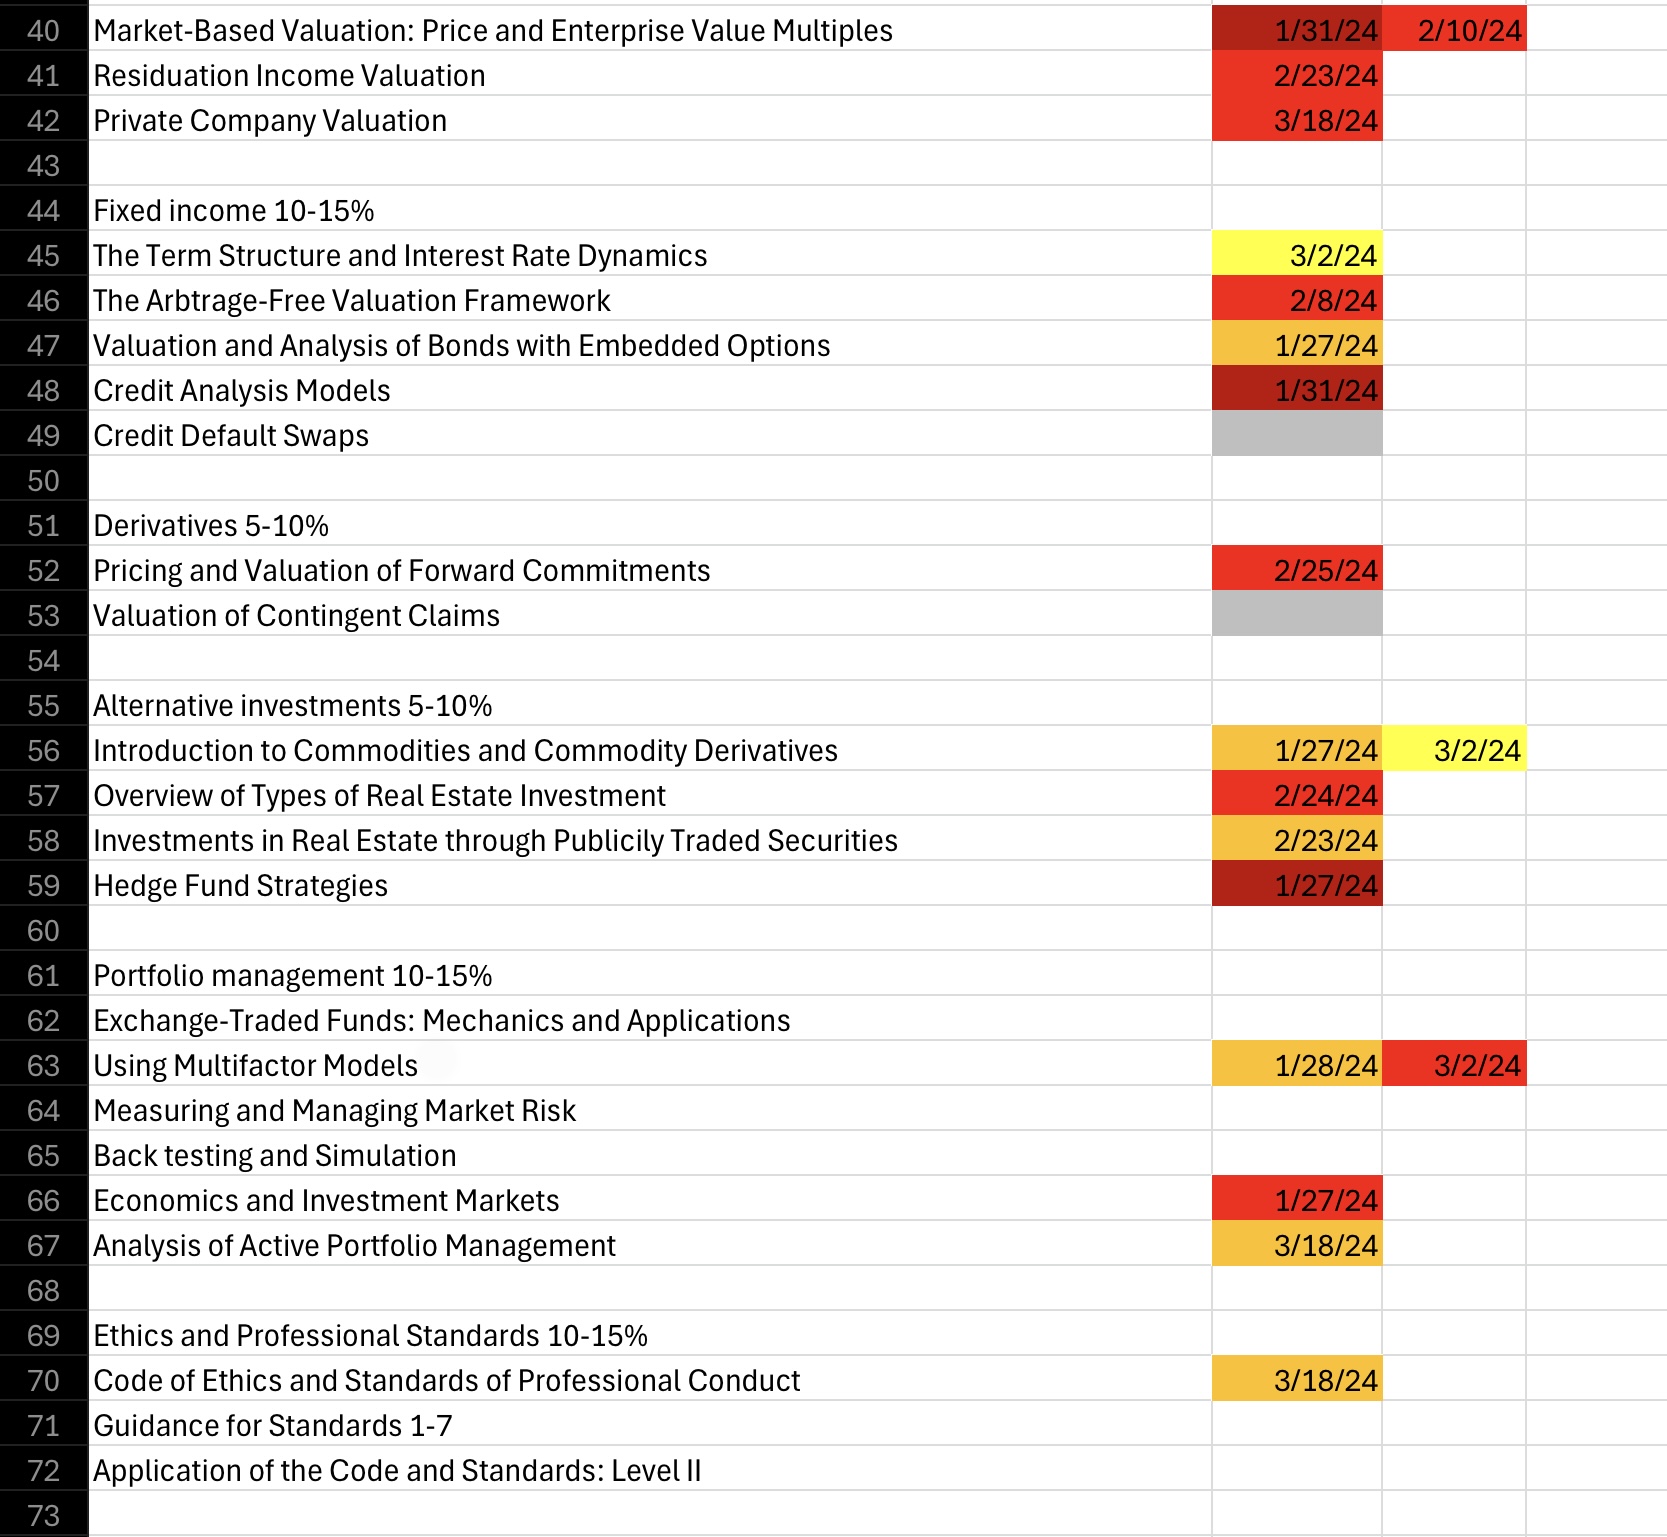 40 Market-Based Valuation: Price and Enterprise Value Multiples 1/31/24 2/10/24
41 Residuation Income Valuation 2/23/24
42 Private Company Valuation 3/18/24
43
44 Fixed income 10-15%
45 The Term Structure and Interest Rate Dynamics 3/2/24
46 The Arbtrage-Free Valuation Framework 2/8/24
47 Valuation and Analysis of Bonds with Embedded Options 1/27/24
48 Credit Analysis Models 1/31/24
49 Credit Default Swaps
50
51 Derivatives 5-10%
52 Pricing and Valuation of Forward Commitments 2/25/24
53 Valuation of Contingent Claims
54
55 Alternative investments 5-10%
56 Introduction to Commodities and Commodity Derivatives 1/27/24 3/2/24
57 Overview of Types of Real Estate Investment 2/24/24
58 Investments in Real Estate through Publicily Traded Securities 2/23/24
59 Hedge Fund Strategies 1/27/24
60
61 Portfolio management 10-15%
62 Exchange-Traded Funds: Mechanics and Applications
63 Using Multifactor Models 1/28/24 3/2/24
64 Measuring and Managing Market Risk
65 Back testing and Simulation
66 Economics and Investment Markets 1/27/24
67 Analysis of Active Portfolio Management 3/18/24
68
69 Ethics and Professional Standards 10-15%
70 Code of Ethics and Standards of Professional Conduct 3/18/24
71 Guidance for Standards 1-7
72 Application of the Code and Standards: Level II
73